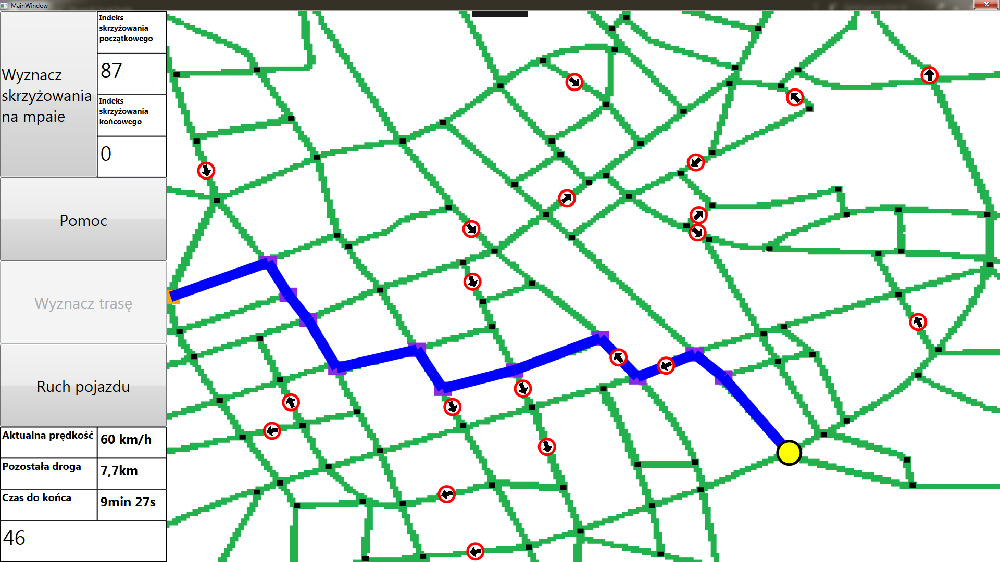 MainWindow
Wyznacz
skrzyżowania
na mpaie
Indeks
skrzyżowania
początkowego
87
Indeks
skrzyżowania
końcowego
0
Pomoc
Wyznacz trasę
Ruch pojazdu
Aktualna prędkość
60 km/h
Pozostała droga
7,7km
Czas do końca
9min 27s
46